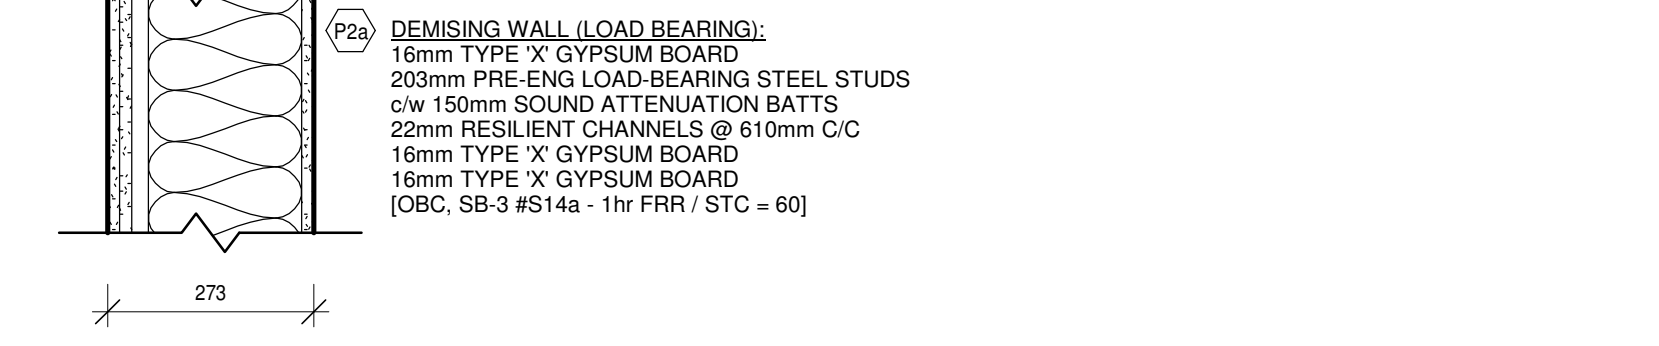 P2a
DEMISING WALL (LOAD BEARING):
16mm TYPE 'X' GYPSUM BOARD
203mm PRE-ENG LOAD-BEARING STEEL STUDS
c/w 150mm SOUND ATTENUATION BATTS
22mm RESILIENT CHANNELS @ 610mm C/C
16mm TYPE 'X' GYPSUM BOARD
16mm TYPE 'X' GYPSUM BOARD
[OBC, SB-3 #S14a - 1hr FRR / STC = 60]
273